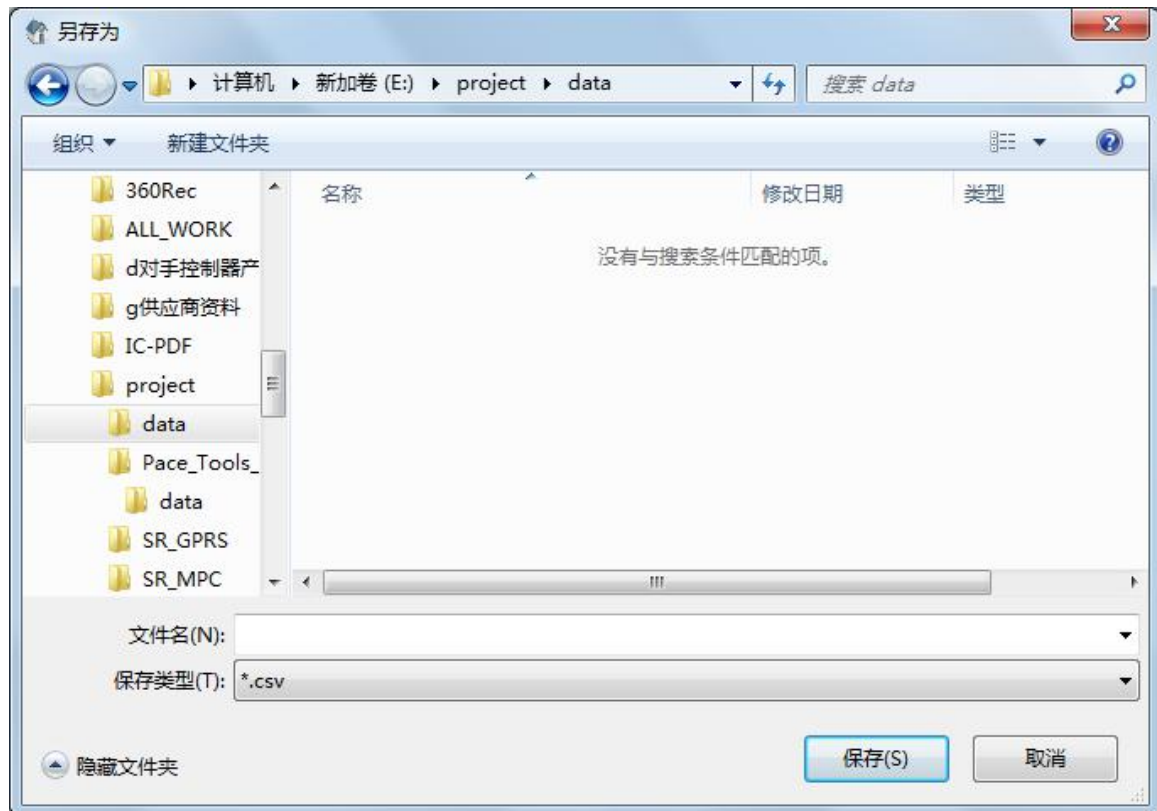 另存为
计算机 新加卷 (E:) project data 搜索 data
组织 新建文件夹
名称 修改日期 类型
没有与搜索条件匹配的项。
360Rec
ALL_WORK
d对手控制器产
g供应商资料
IC-PDF
project
data
Pace_Tools_
data
SR_GPRS
SR_MPC
文件名(N):
保存类型(T): *.csv
隐藏文件夹 保存(S) 取消